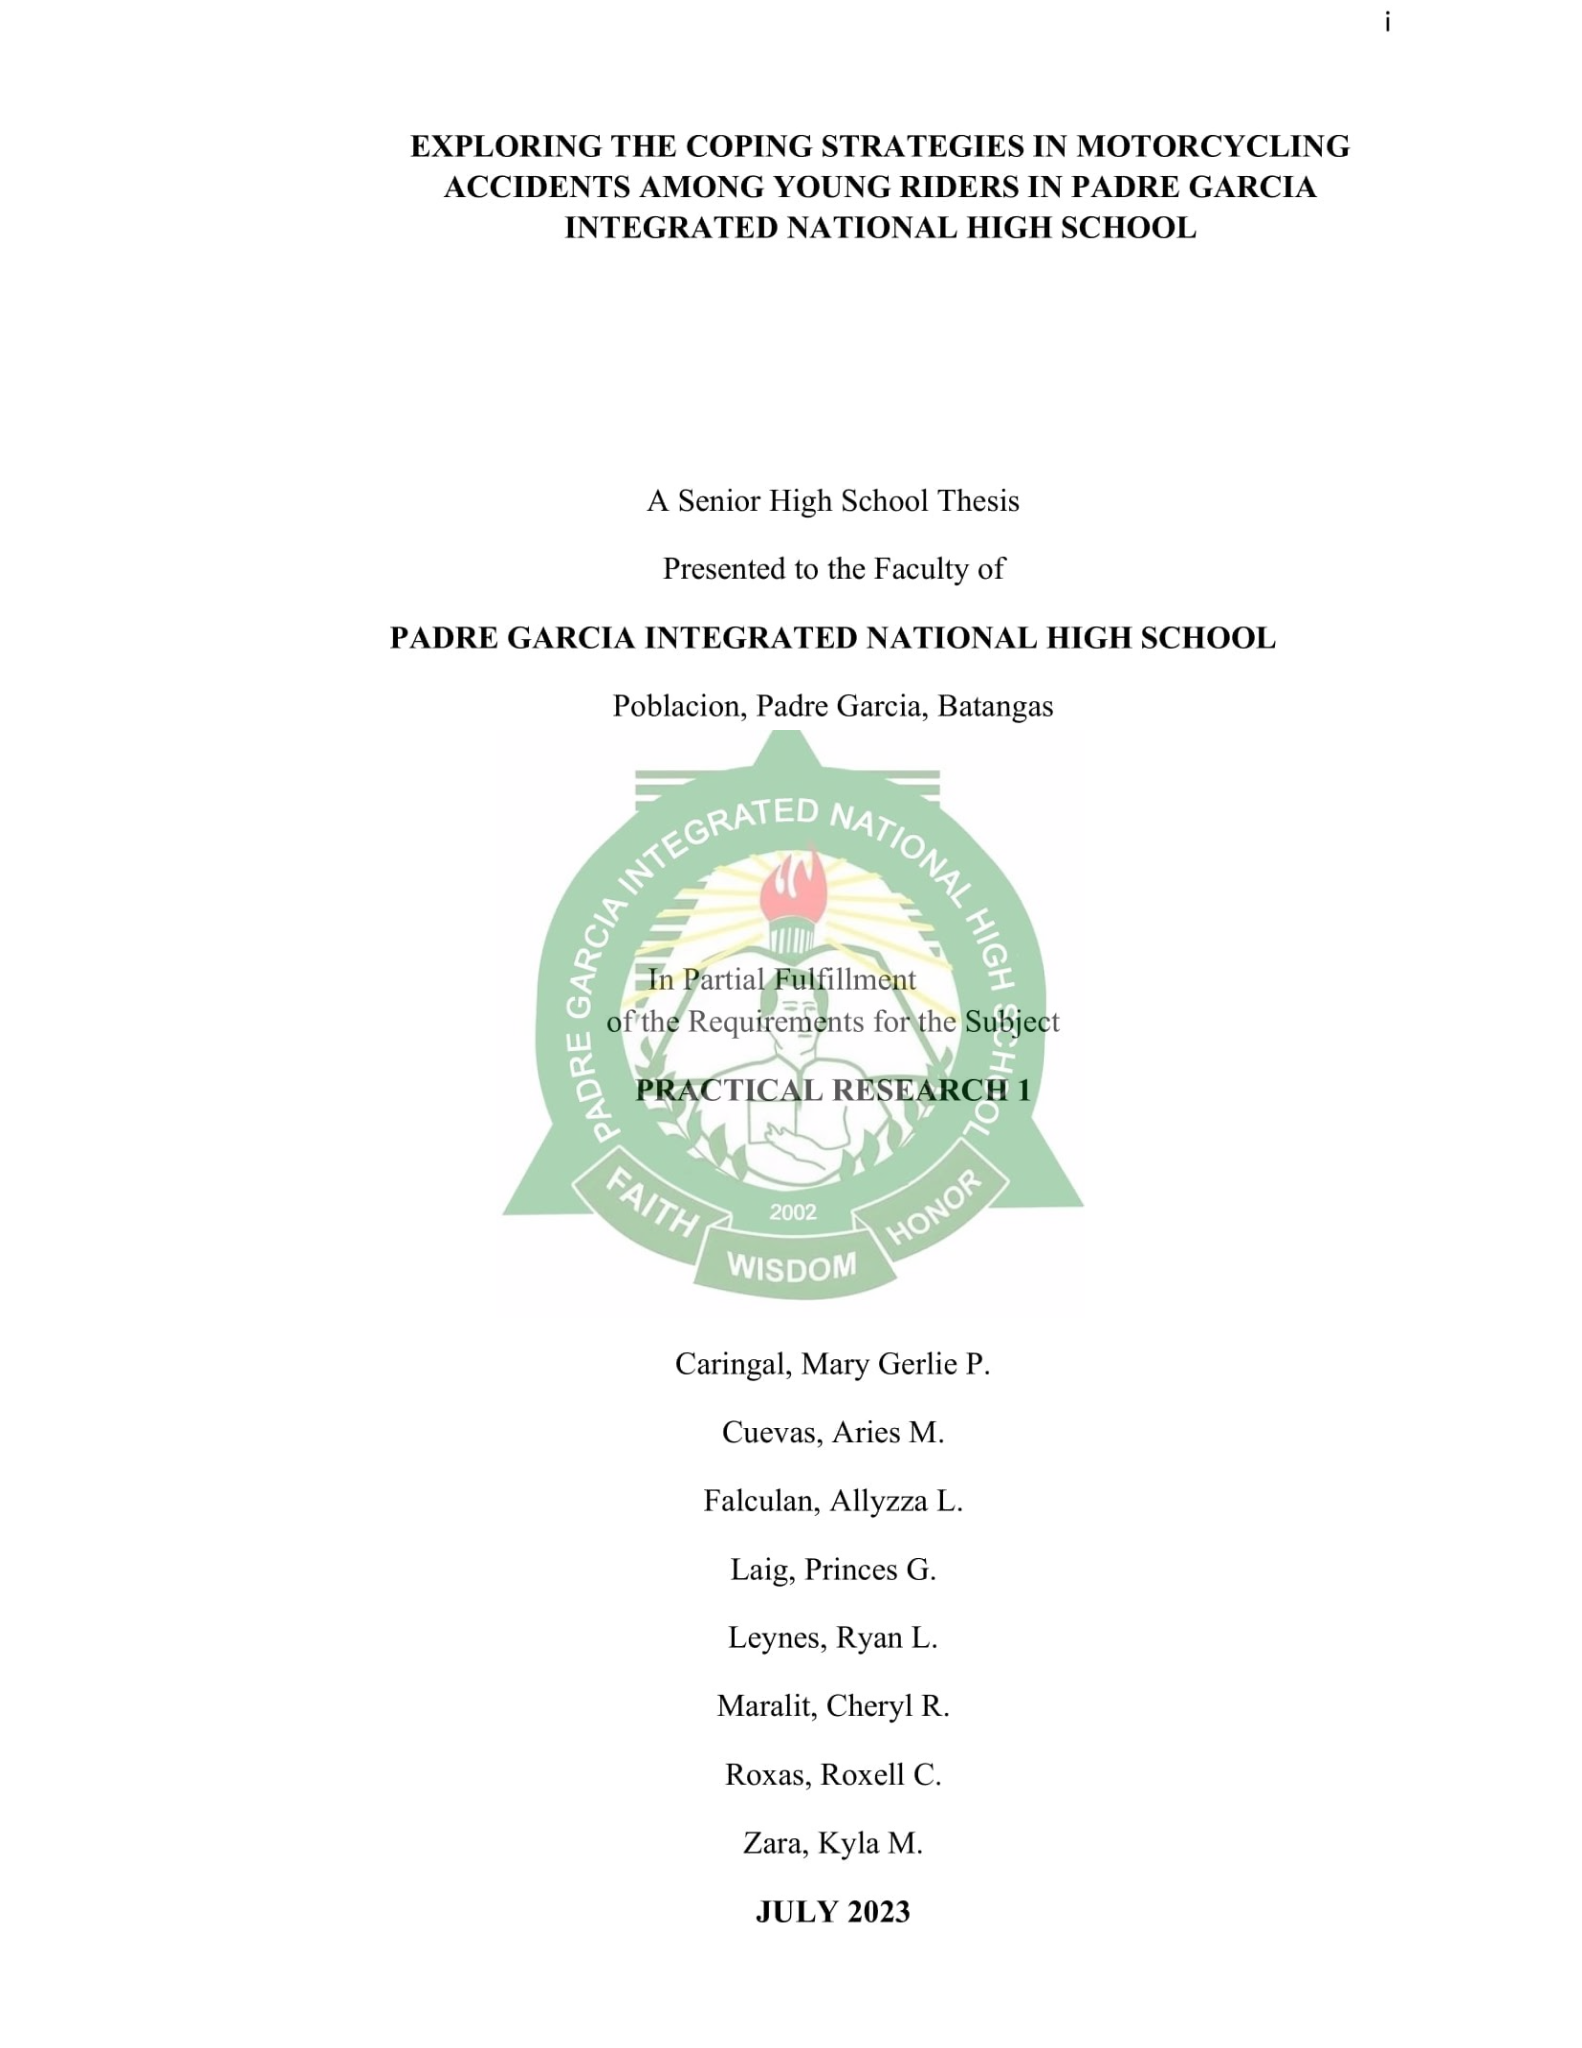 i
EXPLORING THE COPING STRATEGIES IN MOTORCYCLING
ACCIDENTS AMONG YOUNG RIDERS IN PADRE GARCIA
INTEGRATED NATIONAL HIGH SCHOOL
A Senior High School Thesis
Presented to the Faculty of
PADRE GARCIA INTEGRATED NATIONAL HIGH SCHOOL
Poblacion, Padre Garcia, Batangas
PADRE GARCIA INTEGRATED NATIONAL HIGH SCHOOL
In Partial Fulfillment
of the Requirements for the Subject
PRACTICAL RESEARCH 1
2002
FAITH
WISDOM
HONOR
Caringal, Mary Gerlie P.
Cuevas, Aries M.
Falculan, Allyzza L.
Laig, Princes G.
Leynes, Ryan L.
Maralit, Cheryl R.
Roxas, Roxell C.
Zara, Kyla M.
JULY 2023